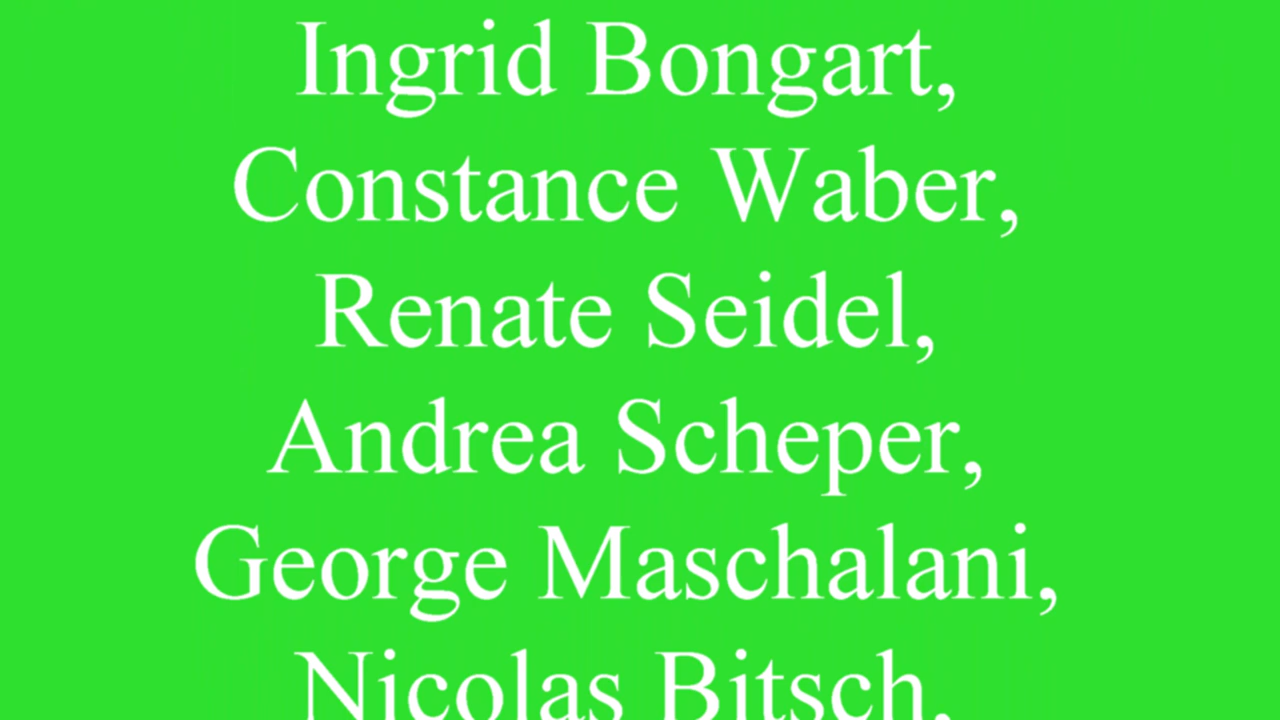 Ingrid Bongart,
Constance Waber,
Renate Seidel,
Andrea Scheper,
George Maschalani,
Nicolas Bitsch,